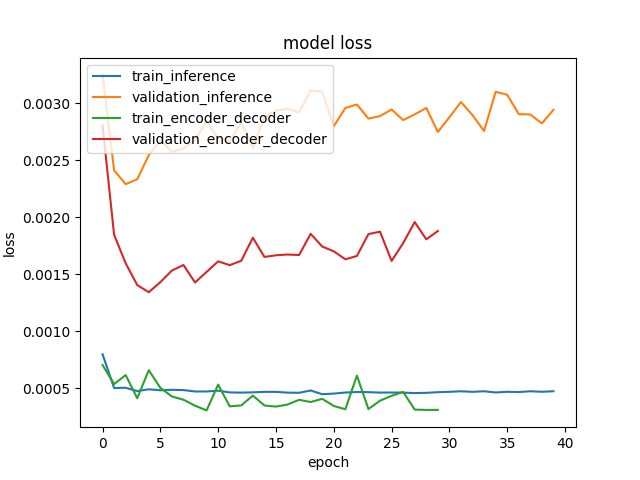 model loss
train_inference
validation_inference
train_encoder_decoder
validation_encoder_decoder
loss
0.0030
0.0025
0.0020
0.0015
0.0010
0.0005
0 5 10 15 20 25 30 35 40
epoch